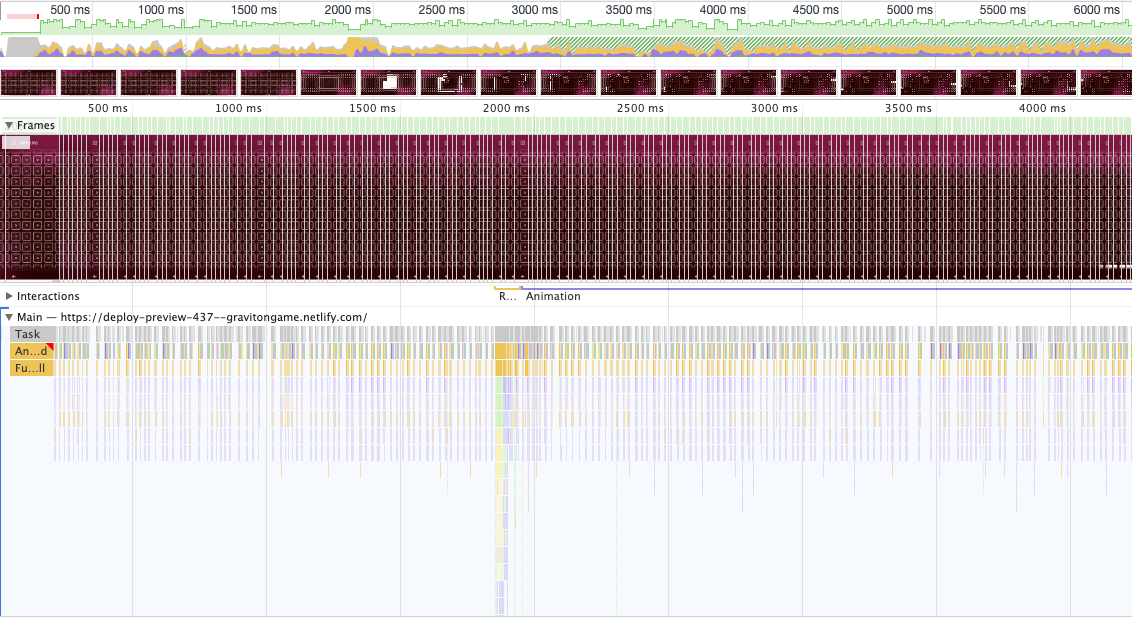 500 ms 1000 ms 1500 ms 2000 ms 2500 ms 3000 ms 3500 ms 4000 ms 4500 ms 5000 ms 5500 ms 6000 ms
500 ms 1000 ms 1500 ms 2000 ms 2500 ms 3000 ms 3500 ms 4000 ms
Frames
Interactions R... Animation
Main — https://deploy-preview-437--gravitongame.netlify.com/
Task
An...d
Fu...ll